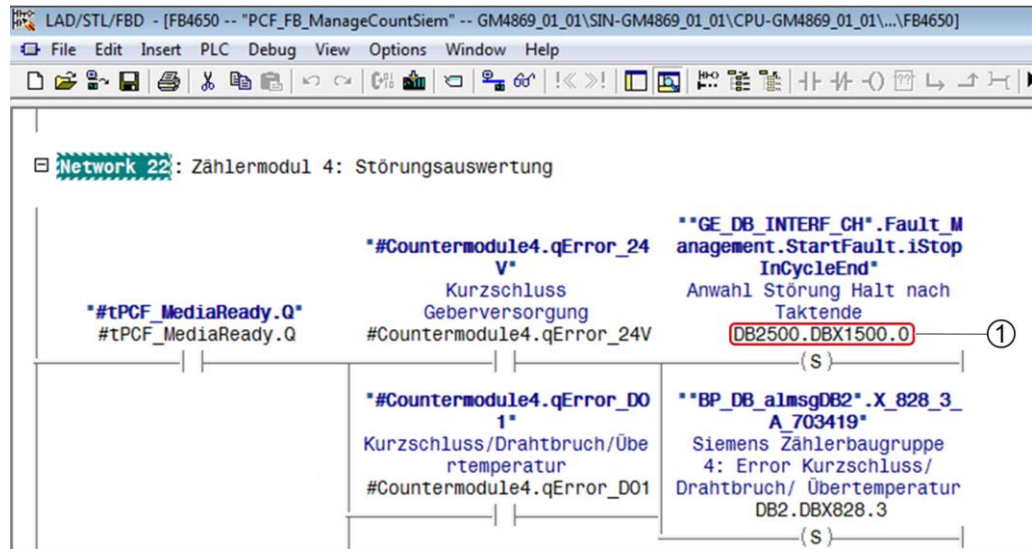 LAD/STL/FBD - [FB4650 -- "PCF_FB_ManageCountSiem" -- GM4869_01_01\SIN-GM4869_01_01\CPU-GM4869_01_01\...\FB4650]
File Edit Insert PLC Debug View Options Window Help
Network 22: Zählermodul 4: Störungsauswertung
"#tPCF_MediaReady.Q"
#tPCF_MediaReady.Q
"#Countermodule4.qError_24
V"
Kurzschluss
Geberversorgung
#Countermodule4.qError_24V
""GE_DB_INTERF_CH".Fault_M
anagement.StartFault.iStop
InCycleEnd"
Anwahl Störung Halt nach
Taktende
DB2500.DBX1500.0
1
(S)
"#Countermodule4.qError_DO
1"
Kurzschluss/Drahtbruch/Übe
rtemperatur
#Countermodule4.qError_DO1
""BP_DB_almsgDB2".X_828_3_
A_703419"
Siemens Zählerbaugruppe
4: Error Kurzschluss/
Drahtbruch/ Übertemperatur
DB2.DBX828.3
(S)